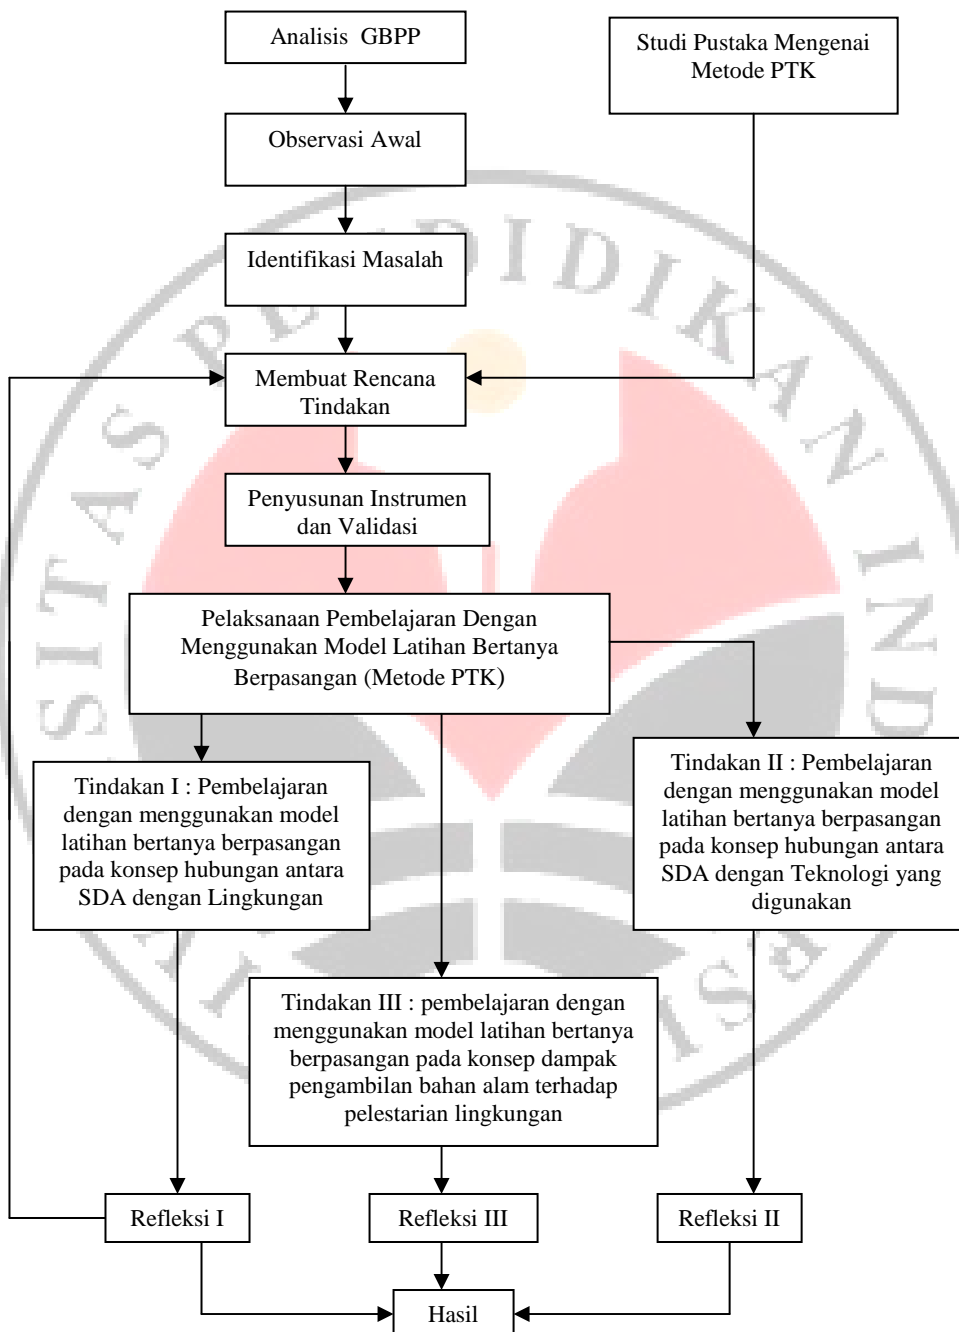 Analisis GBPP
Studi Pustaka Mengenai
Metode PTK
Observasi Awal
Identifikasi Masalah
Membuat Rencana
Tindakan
Penyusunan Instrumen
dan Validasi
Pelaksanaan Pembelajaran Dengan
Menggunakan Model Latihan Bertanya
Berpasangan (Metode PTK)
Tindakan I : Pembelajaran
dengan menggunakan model
latihan bertanya berpasangan
pada konsep hubungan antara
SDA dengan Lingkungan
Tindakan II : Pembelajaran
dengan menggunakan model
latihan bertanya berpasangan
pada konsep hubungan antara
SDA dengan Teknologi yang
digunakan
Tindakan III : pembelajaran dengan
menggunakan model latihan bertanya
berpasangan pada konsep dampak
pengambilan bahan alam terhadap
pelestarian lingkungan
Refleksi I
Refleksi III
Refleksi II
Hasil